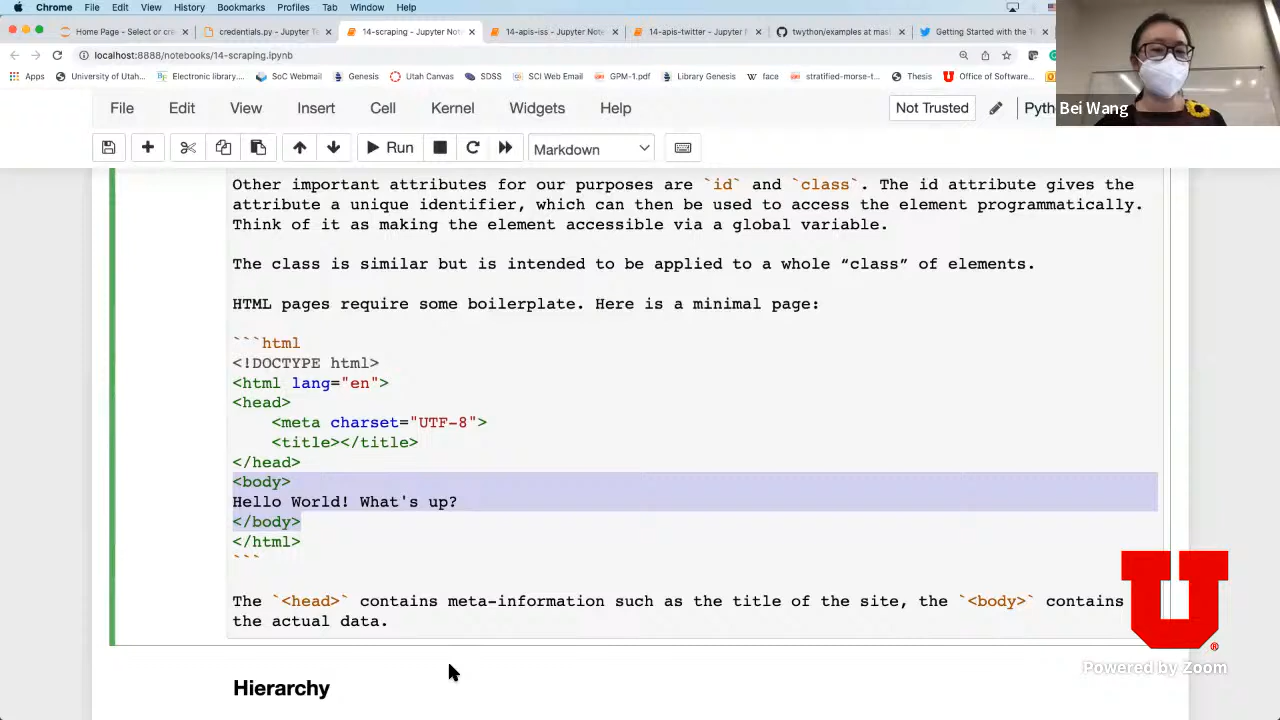 Chrome File Edit View History Bookmarks Profiles Tab Window Help
Home Page - Select or cre
credentials.py - Jupyter Text
14-scraping - Jupyter Notebo
14-apis-iss - Jupyter Notebo
14-apis-twitter - Jupyter No
twython/examples at mast
Getting Started with the T
localhost:8888/notebooks/14-scraping.ipynb
Apps University of Utah... Electronic library... SoC Webmail Genesis Utah Canvas SDSS SCI Web Email GPM-1.pdf Library Genesis face stratified-morse-t... Thesis Office of Software...
File Edit View Insert Cell Kernel Widgets Help
Not Trusted
Bei Wang
Run
Markdown
Other important attributes for our purposes are `id` and `class`. The id attribute gives the
attribute a unique identifier, which can then be used to access the element programmatically.
Think of it as making the element accessible via a global variable.
The class is similar but is intended to be applied to a whole “class” of elements.
HTML pages require some boilerplate. Here is a minimal page:
```html
<!DOCTYPE html>
<html lang="en">
<head>
<meta charset="UTF-8">
<title></title>
</head>
<body>
Hello World! What's up?
</body>
</html>
```
The `<head>` contains meta-information such as the title of the site, the `<body>` contains
the actual data.
U
®
Powered by Zoom
Hierarchy